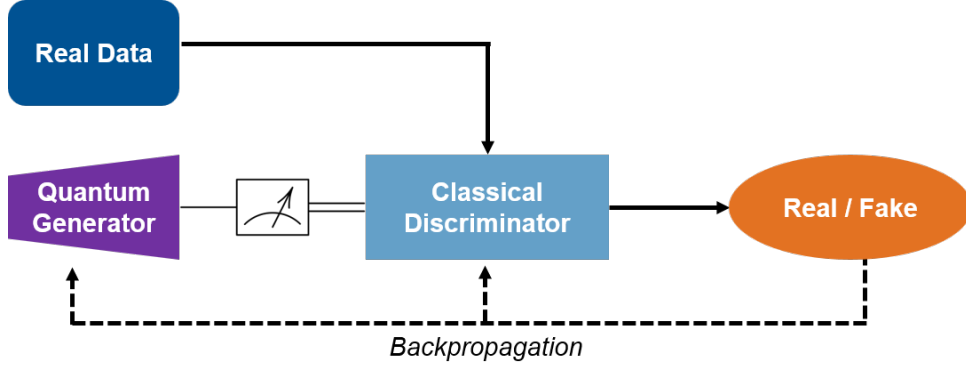 Real Data
Quantum
Generator
Classical
Discriminator
Real / Fake
Backpropagation